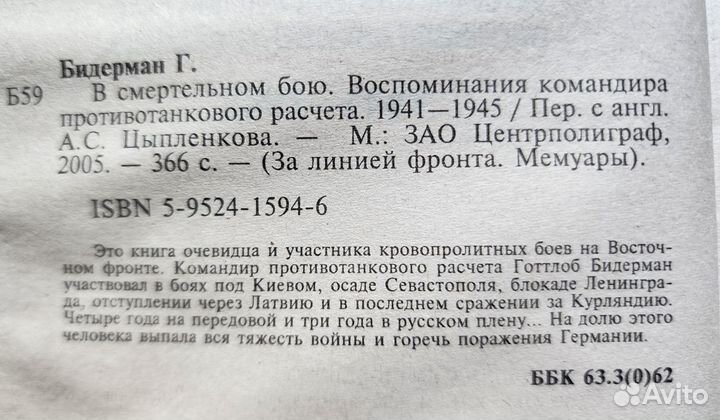 Бидерман Г.
Б59 В смертельном бою. Воспоминания командира
противотанкового расчета. 1941—1945 / Пер. с англ.
А.С. Цыпленкова. — М.: ЗАО Центрполиграф,
2005. — 366 с. — (За линией фронта. Мемуары).
ISBN 5-9524-1594-6
Это книга очевидца и участника кровопролитных боев на Восточ-
ном фронте. Командир противотанкового расчета Готтлоб Бидерман
участвовал в боях под Киевом, осаде Севастополя, блокаде Ленингра-
да, отступлении через Латвию и в последнем сражении за Курляндию.
Четыре года на передовой и три года в русском плену... На долю этого
человека выпала вся тяжесть войны и горечь поражения Германии.
ББК 63.3(0)62
Avito